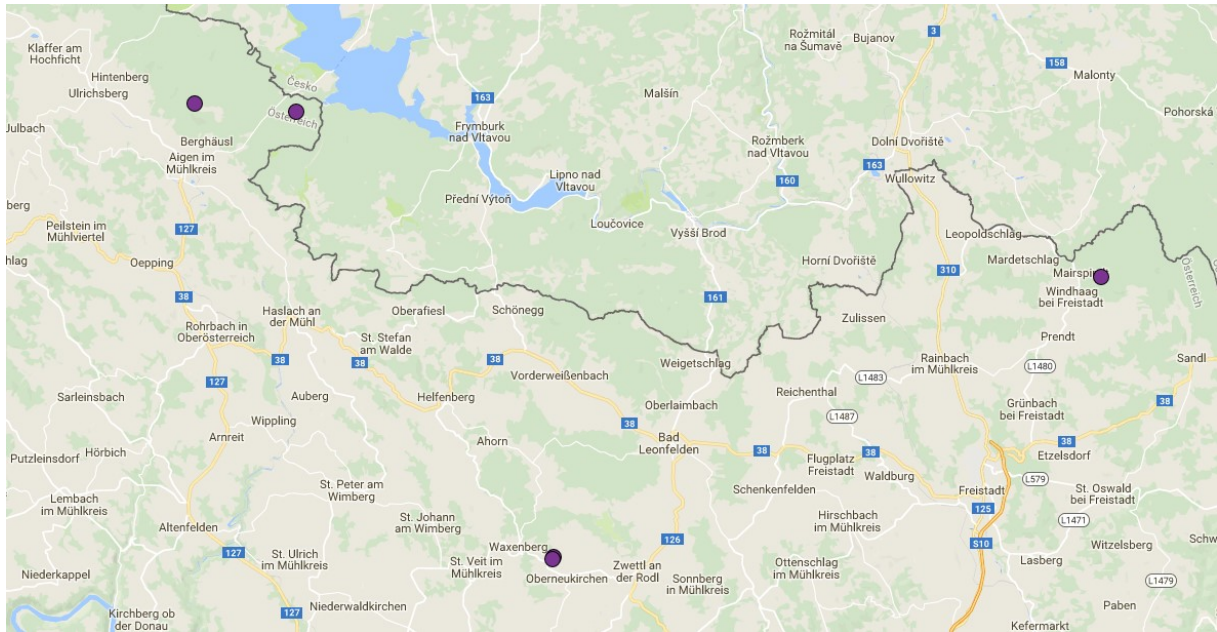 Klaffer am
Hochficht
Hintenberg
Ulrichsberg
Julbach
Berghäusl
Aigen im
Mühlkreis
Česko
Österreich
163
Frymburk
nad Vltavou
Malšín
Rožmitál
na Šumavě
Bujanov
3
158
Malonty
Pohorská
Rožmberk
nad Vltavou
Dolní Dvořiště
163
Wullowitz
160
Lipno nad
Vltavou
Přední Výtoň
Loučovice
Vyšší Brod
Horní Dvořiště
Leopoldschlag
Mardetschlag
Windhaag
bei Freistadt
Österreich
berg
Peilstein im
Mühlviertel
127
hlag
Oepping
38
310
161
Haslach an
der Mühl
Oberafiesl
Schönegg
Zulissen
Prendt
Rohrbach in
Oberösterreich
St. Stefan
am Walde
38
38
38
Vorderweißenbach
Weigetschlag
Rainbach
im Mühlkreis
L1480
Sandl
L1483
Reichenthal
127
Sarleinsbach
Auberg
Helfenberg
Oberlaimbach
L1487
Grünbach
bei Freistadt
38
Wippling
38
Arnreit
Ahorn
Bad
Leonfelden
38
38
38
Etzelsdorf
Putzleinsdorf
Hörbich
Flugplatz
Freistadt
Waldburg
L579
Lembach
im Mühlkreis
St. Peter am
Wimberg
Schenkenfelden
Freistadt
St. Oswald
bei Freistadt
125
L1471
Altenfelden
St. Johann
am Wimberg
Hirschbach
im Mühlkreis
126
S10
Witzelsberg
Schw
127
St. Ulrich
im Mühlkreis
Waxenberg
St. Veit im
Mühlkreis
Oberneukirchen
Zwettl an
der Rodl
Sonnberg
in Mühlkreis
Ottenschlag
im Mühlkreis
Lasberg
L1479
Niederkappel
Kirchberg ob
der Donau
127
Niederwaldkirchen
Paben
Kefermarkt